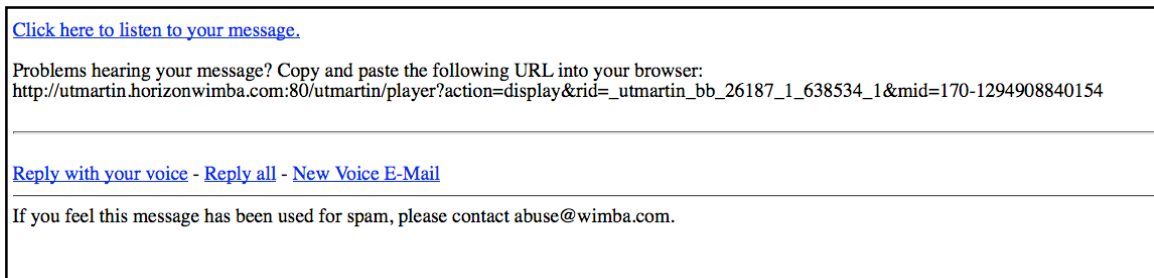 Click here to listen to your message.
Problems hearing your message? Copy and paste the following URL into your browser:
http://utmartin.horizonwimba.com:80/utmartin/player?action=display&rid=_utmartin_bb_26187_1_638534_1&mid=170-1294908840154
Reply with your voice - Reply all - New Voice E-Mail
If you feel this message has been used for spam, please contact abuse@wimba.com.